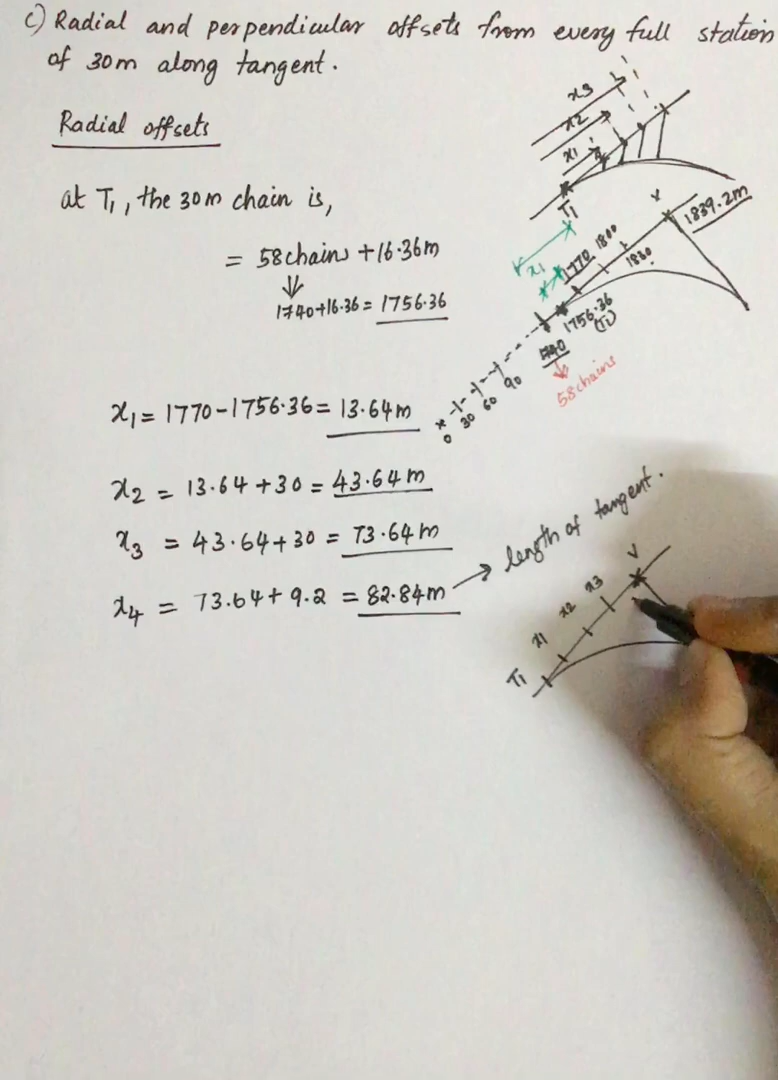 c) Radial and perpendicular offsets from every full station
of 30m along tangent.
Radial offsets
x3
x2
x1
T1
at T1, the 30m chain is,
= 58chains + 16.36m
1740+16.36 = 1756.36
V
1839.2m
x1
1770
1800
1830
1756.36
(T1)
1740
58chains
0 30 60 90
x1 = 1770-1756.36 = 13.64m
x2 = 13.64+30 = 43.64m
x3 = 43.64+30 = 73.64m
x4 = 73.64+9.2 = 82.84m
length of tangent.
V
x3
x2
x1
T1